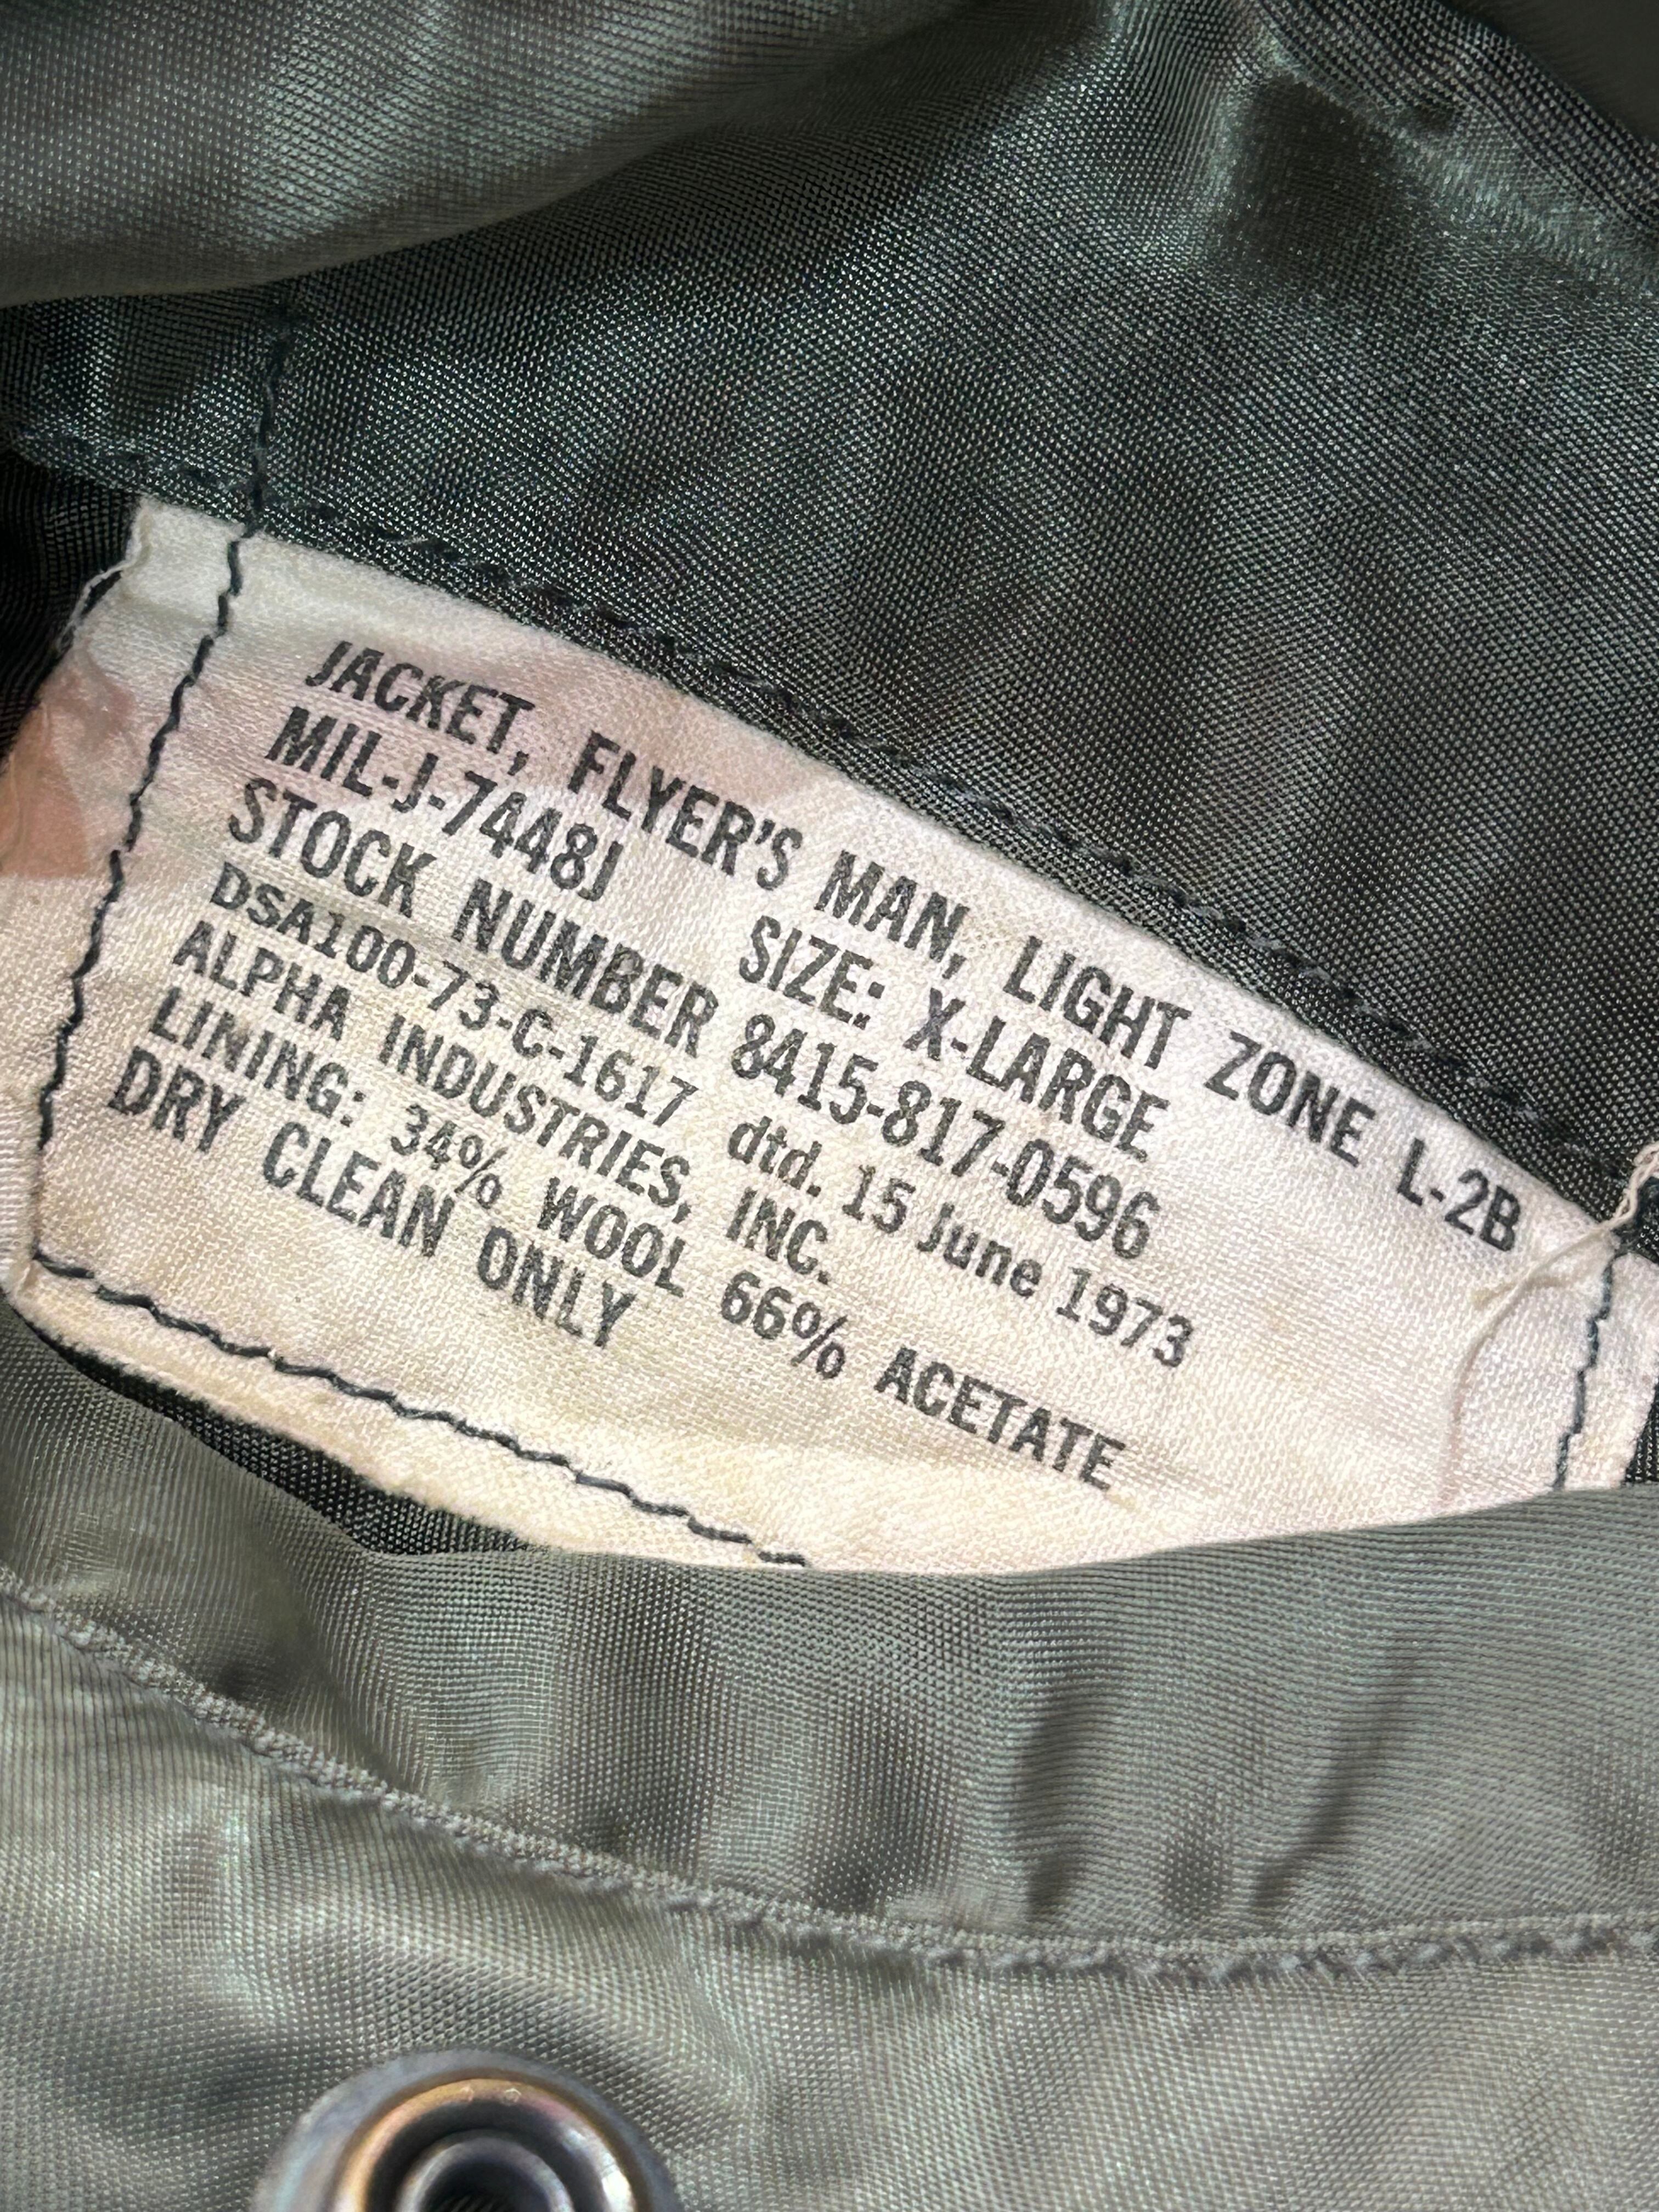 JACKET, FLYER'S MAN, LIGHT ZONE L-2B
MIL-J-7448J SIZE: X-LARGE
STOCK NUMBER 8415-817-0596
DSA100-73-C-1617 dtd. 15 June 1973
ALPHA INDUSTRIES, INC.
LINING: 34% WOOL 66% ACETATE
DRY CLEAN ONLY